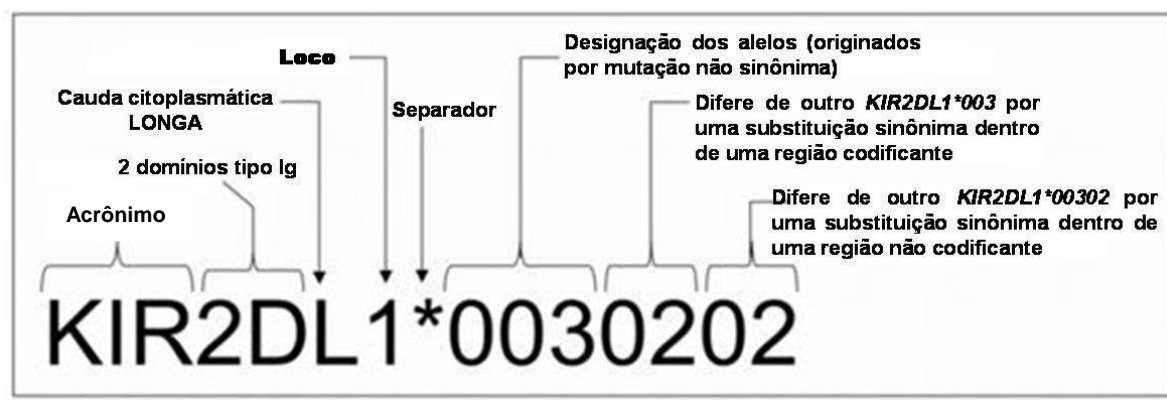 Loco
Designação dos alelos (originados
por mutação não sinônima)
Cauda citoplasmática
LONGA
Separador
Difere de outro KIR2DL1*003 por
uma substituição sinônima dentro
de uma região codificante
2 domínios tipo Ig
Acrônimo
Difere de outro KIR2DL1*00302 por
uma substituição sinônima dentro de
uma região não codificante
KIR2DL1*0030202